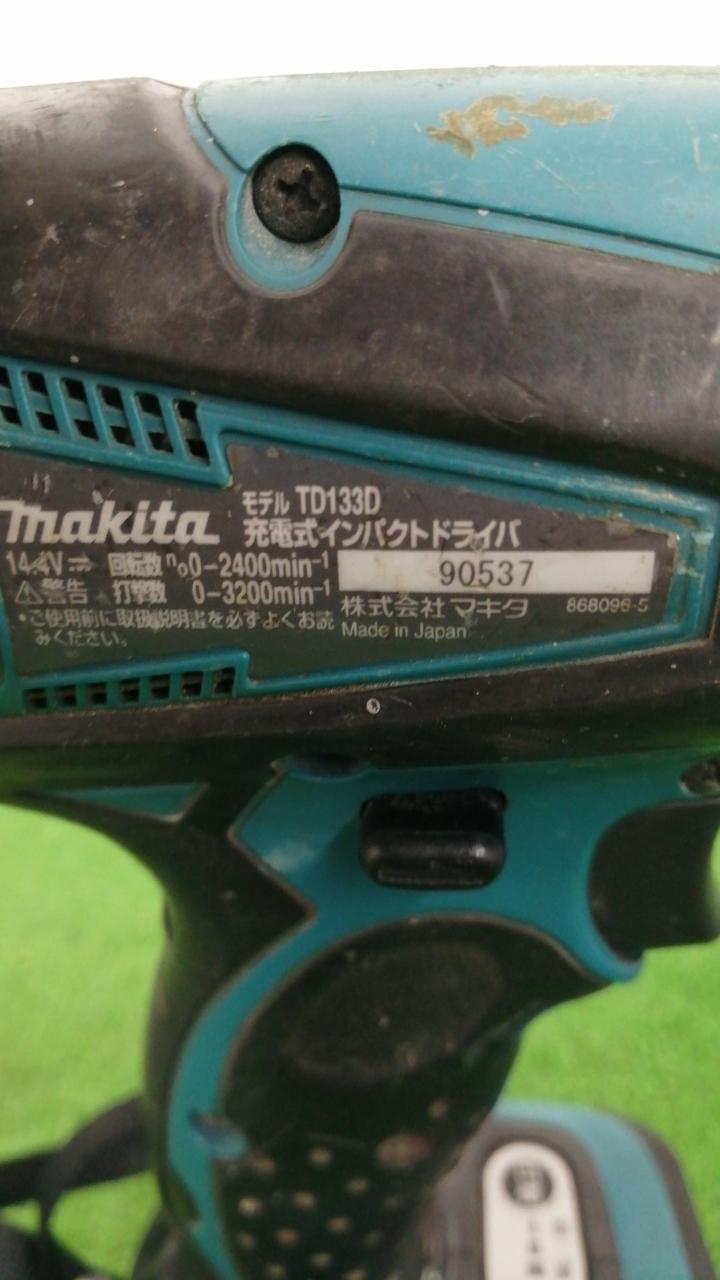 makita
モデル TD133D
充電式インパクトドライバ
14.4V 回転数 n₀0-2400min⁻¹
⚠警告 打撃数 0-3200min⁻¹
90537
•ご使用前に取扱説明書を必ずよくお読
みください。
株式会社マキタ 868096-5
Made in Japan